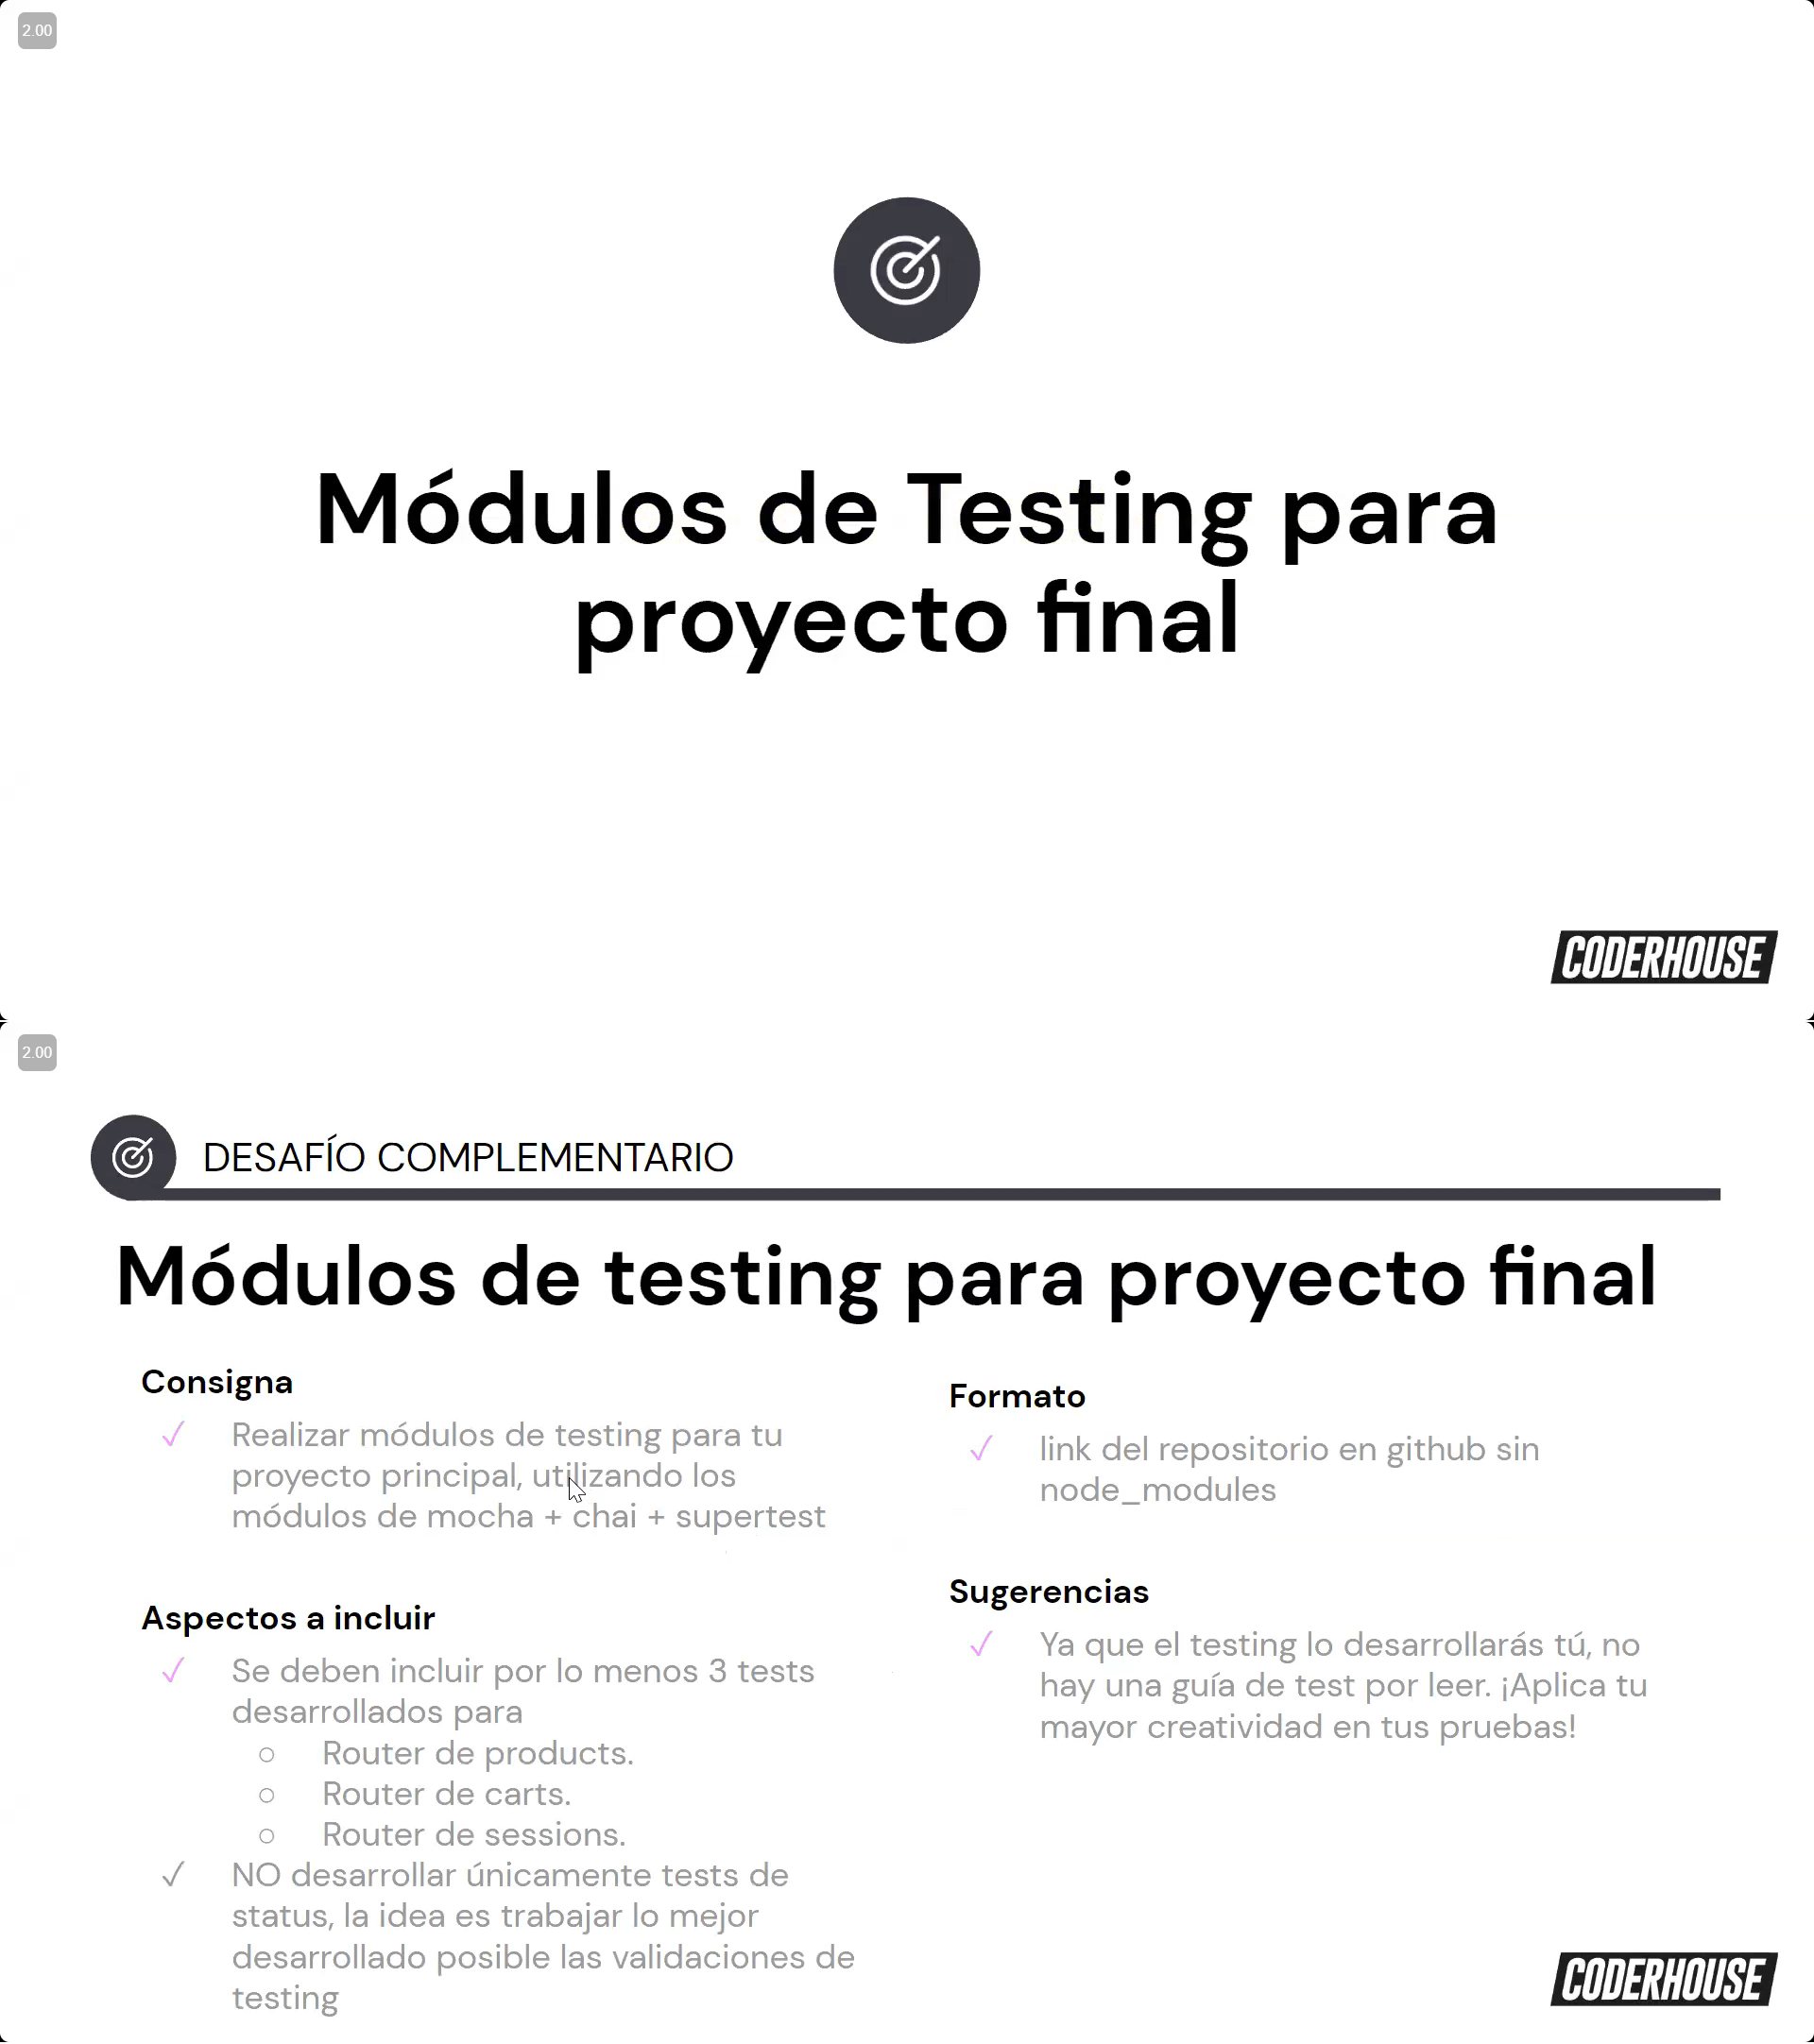 2.00
Módulos de Testing para
proyecto final
CODERHOUSE
2.00
DESAFÍO COMPLEMENTARIO
Módulos de testing para proyecto final
Consigna
✓ Realizar módulos de testing para tu
proyecto principal, utilizando los
módulos de mocha + chai + supertest
Aspectos a incluir
✓ Se deben incluir por lo menos 3 tests
desarrollados para
○ Router de products.
○ Router de carts.
○ Router de sessions.
✓ NO desarrollar únicamente tests de
status, la idea es trabajar lo mejor
desarrollado posible las validaciones de
testing
Formato
✓ link del repositorio en github sin
node_modules
Sugerencias
✓ Ya que el testing lo desarrollarás tú, no
hay una guía de test por leer. ¡Aplica tu
mayor creatividad en tus pruebas!
CODERHOUSE